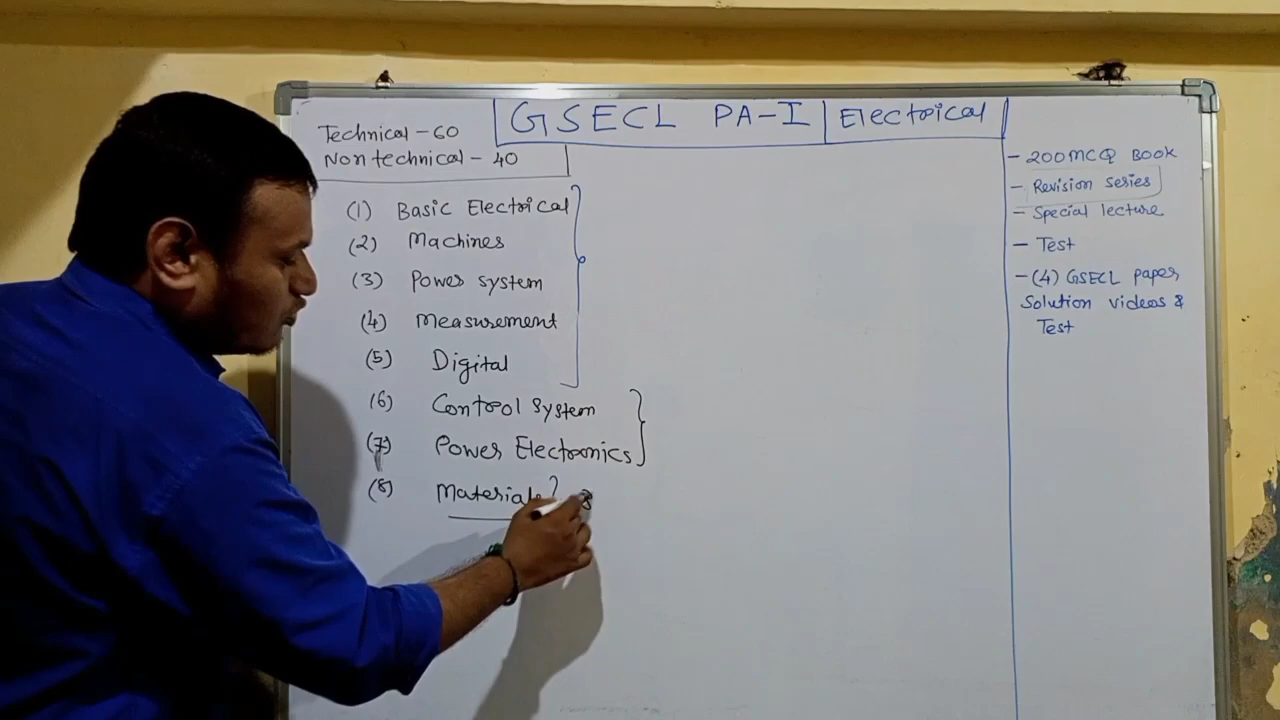 GSECL PA-I Electrical
Technical - 60
Non technical - 40
(1) Basic Electrical
(2) Machines
(3) Power system
(4) Measurement
(5) Digital
(6) Control system
(7) Power Electronics
(8) Materials
- 200 MCQ BOOK
- Revision series
- Special lecture
- Test
- (4) GSECL paper
Solution videos &
Test